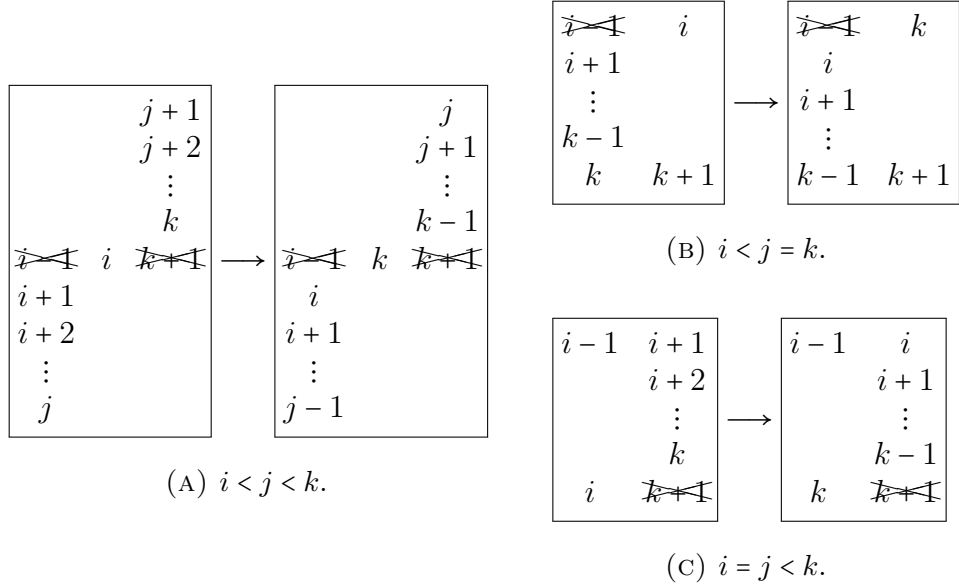 j + 1
j + 2
⋮
k
i − 1 i k + 1
i + 1
i + 2
⋮
j
⟶
j
j + 1
⋮
k − 1
i − 1 k k + 1
i
i + 1
⋮
j − 1
(A) i < j < k.
i − 1 i
i + 1
⋮
k − 1
k k + 1
⟶
i − 1 k
i
i + 1
⋮
k − 1 k + 1
(B) i < j = k.
i − 1 i + 1
i + 2
⋮
k
i k + 1
⟶
i − 1 i
i + 1
⋮
k − 1
k k + 1
(C) i = j < k.